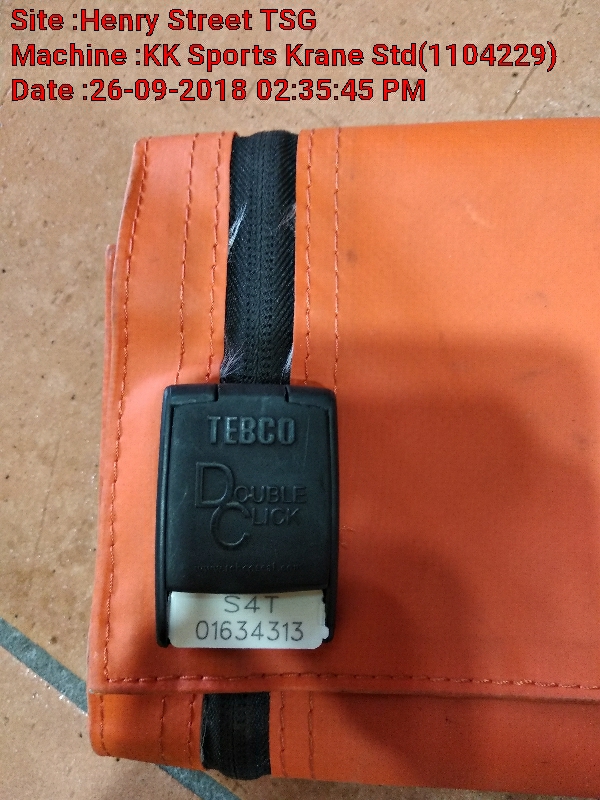 Site :Henry Street TSG
Machine :KK Sports Krane Std(1104229)
Date :26-09-2018 02:35:45 PM
TEBCO
DOUBLE
CLICK
S4T
01634313